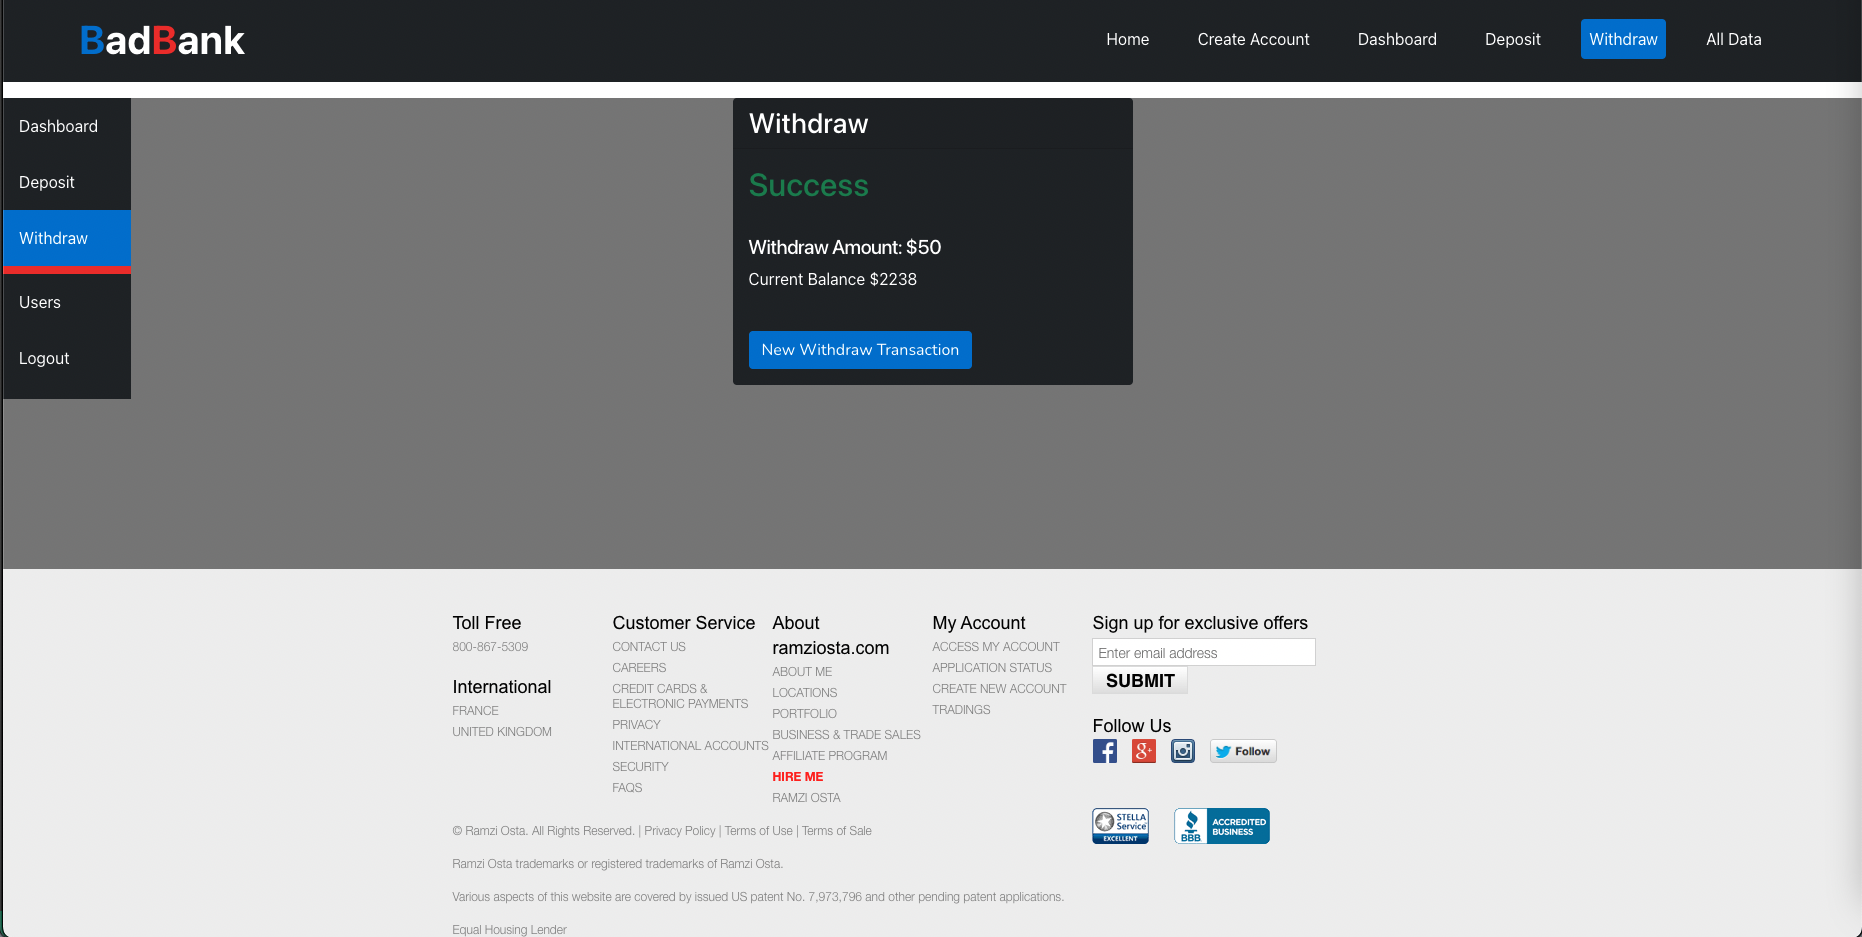 BadBank
Home Create Account Dashboard Deposit Withdraw All Data
Dashboard
Deposit
Withdraw
Users
Logout
Withdraw
Success
Withdraw Amount: $50
Current Balance $2238
New Withdraw Transaction
Toll Free
800-867-5309
International
FRANCE
UNITED KINGDOM
Customer Service
CONTACT US
CAREERS
CREDIT CARDS &
ELECTRONIC PAYMENTS
PRIVACY
INTERNATIONAL ACCOUNTS
SECURITY
FAQS
About
ramziosta.com
ABOUT ME
LOCATIONS
PORTFOLIO
BUSINESS & TRADE SALES
AFFILIATE PROGRAM
HIRE ME
RAMZI OSTA
My Account
ACCESS MY ACCOUNT
APPLICATION STATUS
CREATE NEW ACCOUNT
TRADINGS
Sign up for exclusive offers
Enter email address
SUBMIT
Follow Us
Follow
STELLA
Service
EXCELLENT
BBB
ACCREDITED
BUSINESS
© Ramzi Osta. All Rights Reserved. | Privacy Policy | Terms of Use | Terms of Sale
Ramzi Osta trademarks or registered trademarks of Ramzi Osta.
Various aspects of this website are covered by issued US patent No. 7,973,796 and other pending patent applications.
Equal Housing Lender